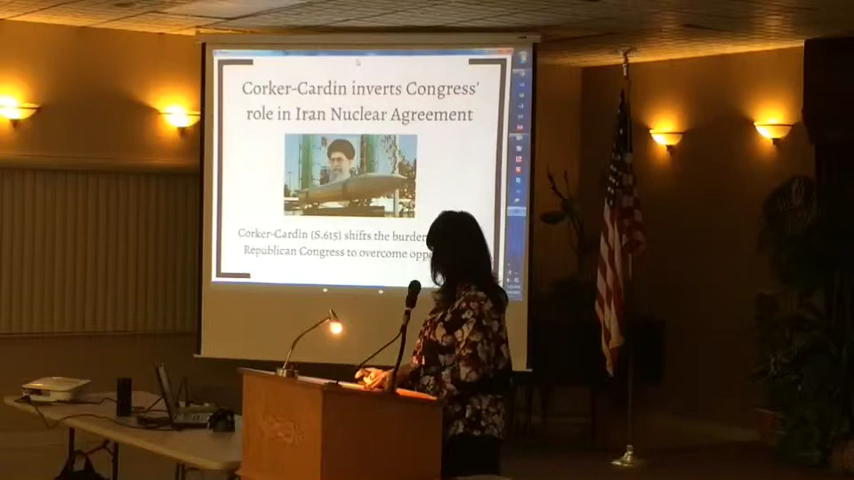 Corker-Cardin inverts Congress'
role in Iran Nuclear Agreement
Corker-Cardin (S.615) shifts the burden
Republican Congress to overcome